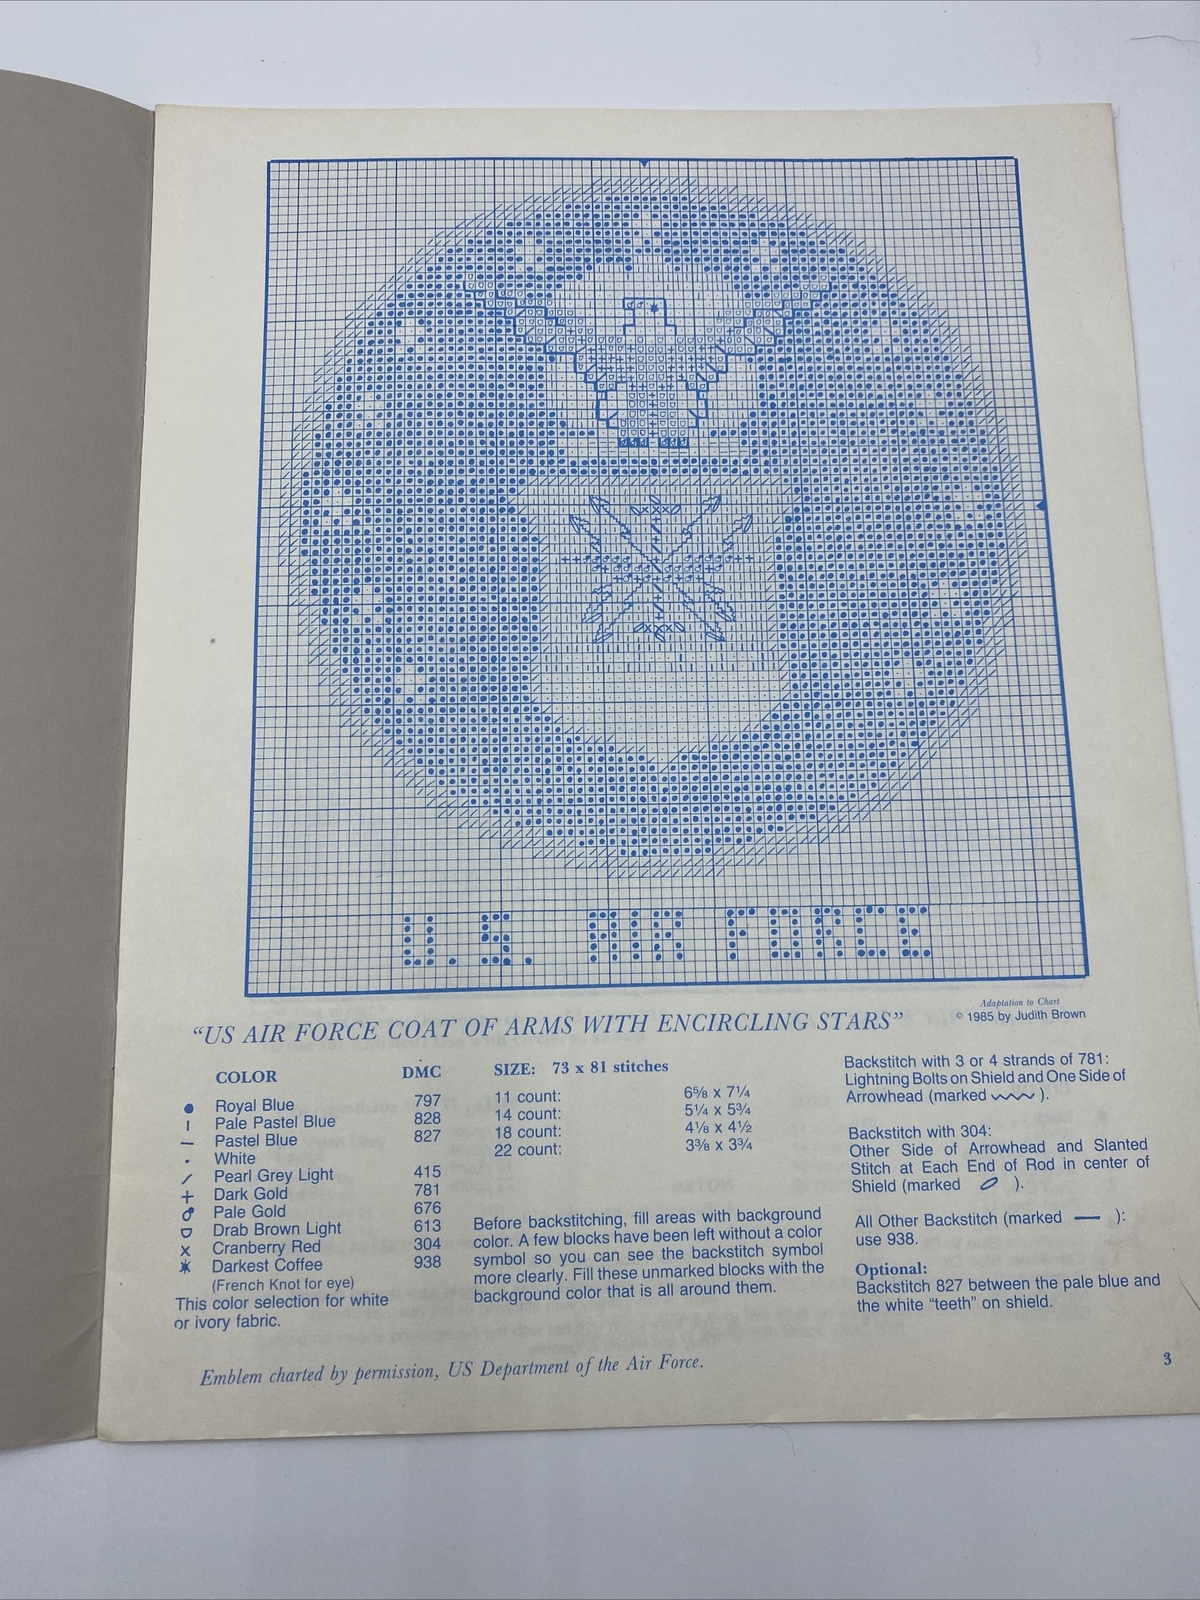 U.S. AIR FORCE
Adaptation to Chart
© 1985 by Judith Brown
“US AIR FORCE COAT OF ARMS WITH ENCIRCLING STARS”
COLOR DMC
Royal Blue 797
Pale Pastel Blue 828
Pastel Blue 827
White
Pearl Grey Light 415
Dark Gold 781
Pale Gold 676
Drab Brown Light 613
Cranberry Red 304
Darkest Coffee 938
(French Knot for eye)
This color selection for white
or ivory fabric.
SIZE: 73 x 81 stitches
11 count: 6⅝ x 7¼
14 count: 5¼ x 5¾
18 count: 4⅛ x 4½
22 count: 3⅜ x 3¾
Before backstitching, fill areas with background
color. A few blocks have been left without a color
symbol so you can see the backstitch symbol
more clearly. Fill these unmarked blocks with the
background color that is all around them.
Backstitch with 3 or 4 strands of 781:
Lightning Bolts on Shield and One Side of
Arrowhead (marked ).
Backstitch with 304:
Other Side of Arrowhead and Slanted
Stitch at Each End of Rod in center of
Shield (marked ).
All Other Backstitch (marked — ):
use 938.
Optional:
Backstitch 827 between the pale blue and
the white “teeth” on shield.
Emblem charted by permission, US Department of the Air Force.
3